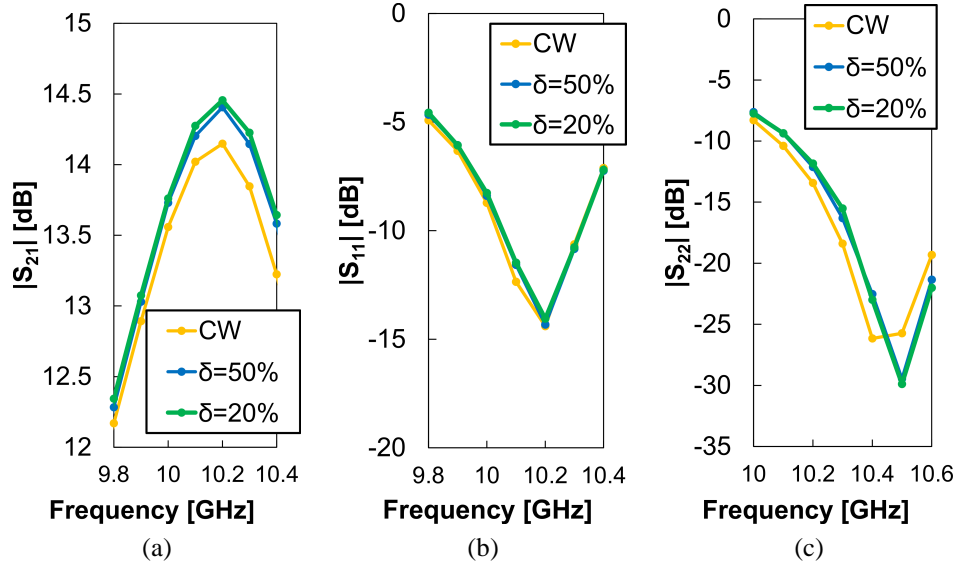 15
14.5
14
13.5
13
12.5
12
|S21| [dB]
CW
δ=50%
δ=20%
9.8 10 10.2 10.4
Frequency [GHz]
(a)
0
-5
-10
-15
-20
|S11| [dB]
CW
δ=50%
δ=20%
9.8 10 10.2 10.4
Frequency [GHz]
(b)
0
-5
-10
-15
-20
-25
-30
-35
|S22| [dB]
CW
δ=50%
δ=20%
10 10.2 10.4 10.6
Frequency [GHz]
(c)